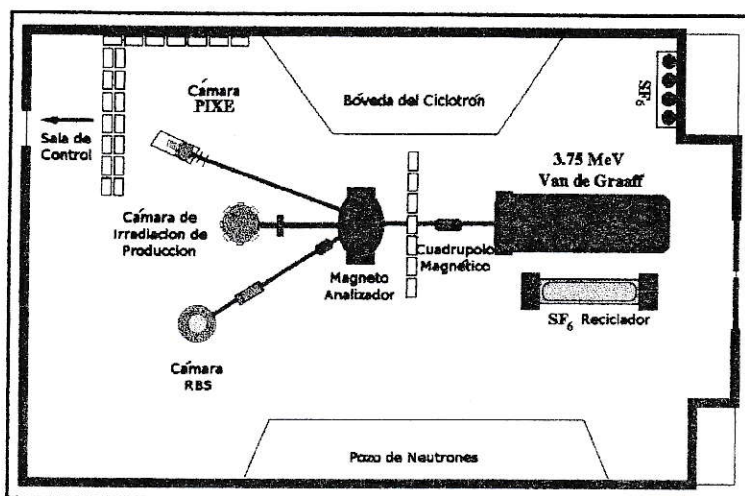 Cámara
PIXE
Bóveda del Ciclotrón
SF₆
Sala de
Control
3.75 MeV
Van de Graaff
Cámara de
Irradiacion de
Produccion
Magneto
Analizador
Cuadrupolo
Magnético
SF₆ Reciclador
Cámara
RBS
Pozo de Neutrones